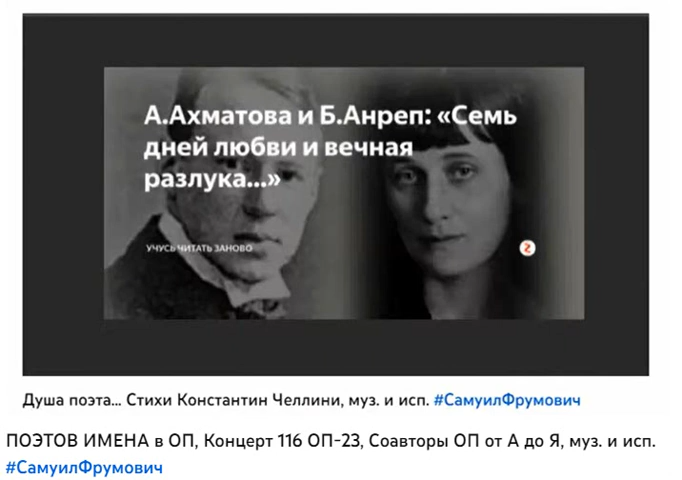 А.Ахматова и Б.Анреп: «Семь
дней любви и вечная
разлука...»
УЧУСЬ ЧИТАТЬ ЗАНОВО
Душа поэта... Стихи Константин Челлини, муз. и исп. #СамуилФрумович
ПОЭТОВ ИМЕНА в ОП, Концерт 116 ОП-23, Соавторы ОП от А до Я, муз. и исп.
#СамуилФрумович